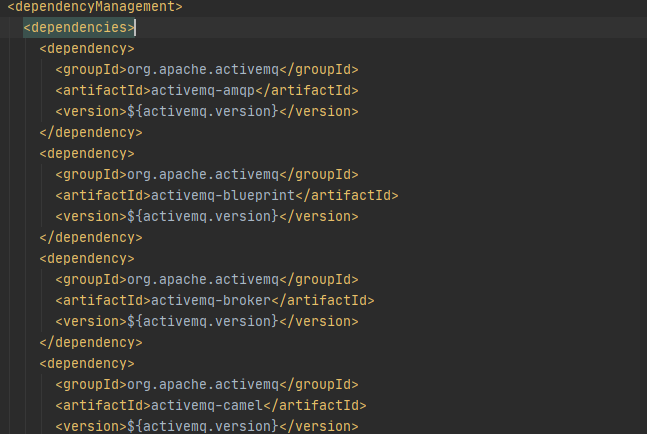 <dependencyManagement>
<dependencies>
<dependency>
<groupId>org.apache.activemq</groupId>
<artifactId>activemq-amqp</artifactId>
<version>${activemq.version}</version>
</dependency>
<dependency>
<groupId>org.apache.activemq</groupId>
<artifactId>activemq-blueprint</artifactId>
<version>${activemq.version}</version>
</dependency>
<dependency>
<groupId>org.apache.activemq</groupId>
<artifactId>activemq-broker</artifactId>
<version>${activemq.version}</version>
</dependency>
<dependency>
<groupId>org.apache.activemq</groupId>
<artifactId>activemq-camel</artifactId>
<version>${activemq.version}</version>